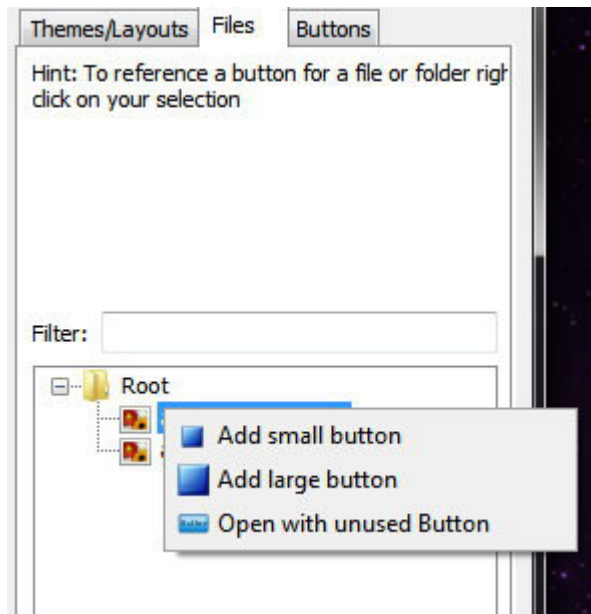 Themes/Layouts Files Buttons
Hint: To reference a button for a file or folder righ
click on your selection
Filter:
Root
Add small button
Add large button
Open with unused Button